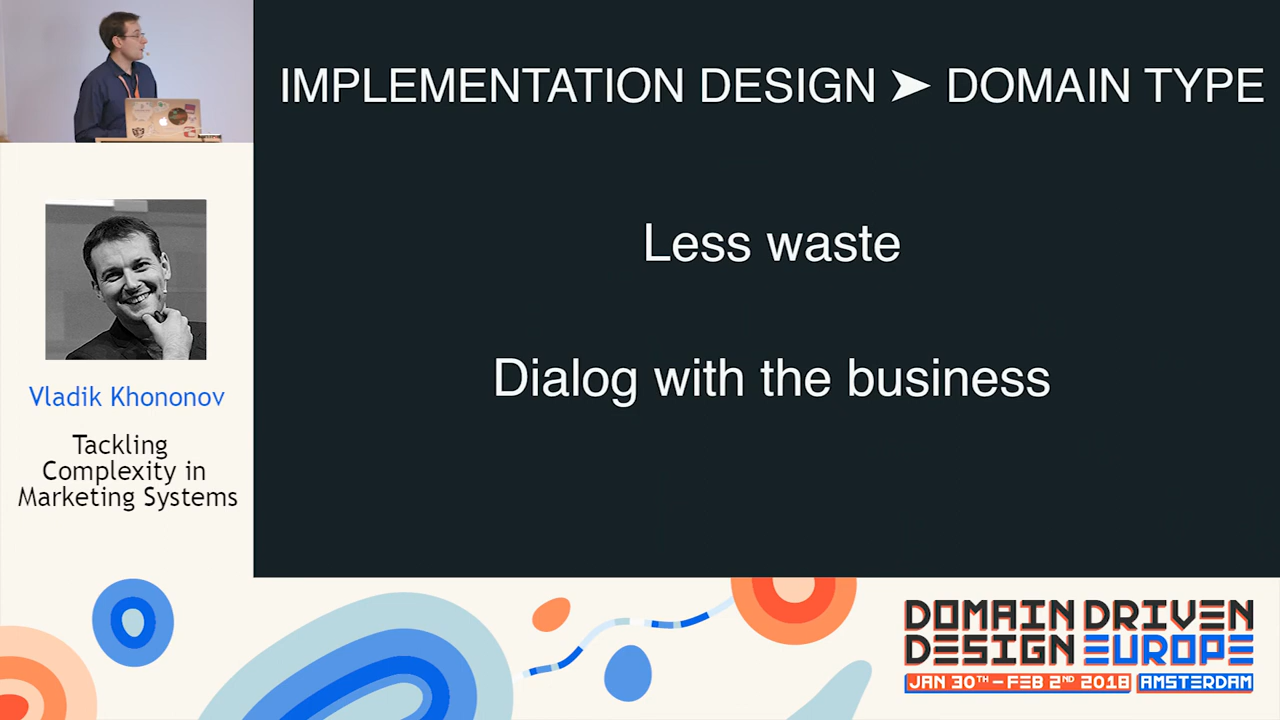 IMPLEMENTATION DESIGN ➤ DOMAIN TYPE
Less waste
Dialog with the business
Vladik Khononov
Tackling
Complexity in
Marketing Systems
DOMAIN DRIVEN
DESIGN EUROPE
JAN 30TH - FEB 2ND 2018 AMSTERDAM